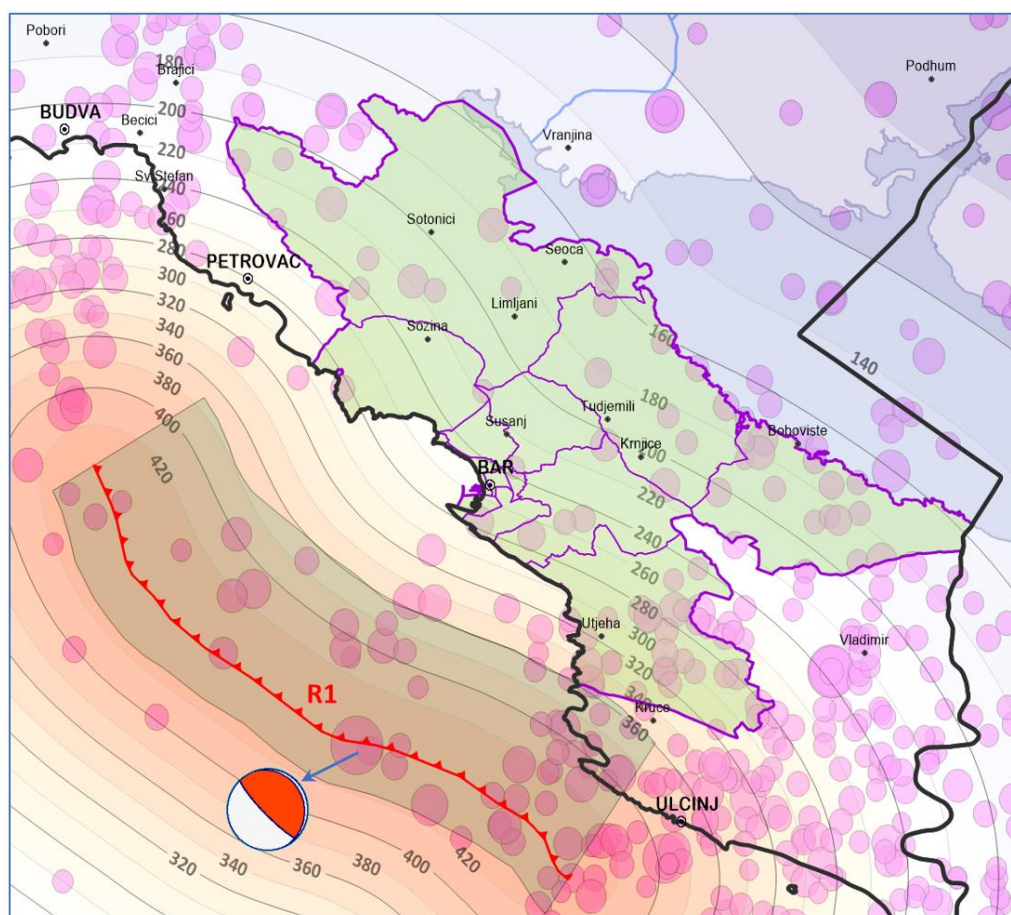 Pobori
Podhum
180
Brajici
BUDVA
200
Becici
Vranjina
220
Sv.Stefan
240
260
Sotonici
280
Seoca
PETROVAC
300
320
Limljani
340
Sozina
160
140
360
380
180
400
Tudjemili
Susanj
Boboviste
200
Krnjice
420
BAR
220
240
260
280
Utjeha
300
Vladimir
320
R1
340
Kruce
360
ULCINJ
320
340
360
380
400
420